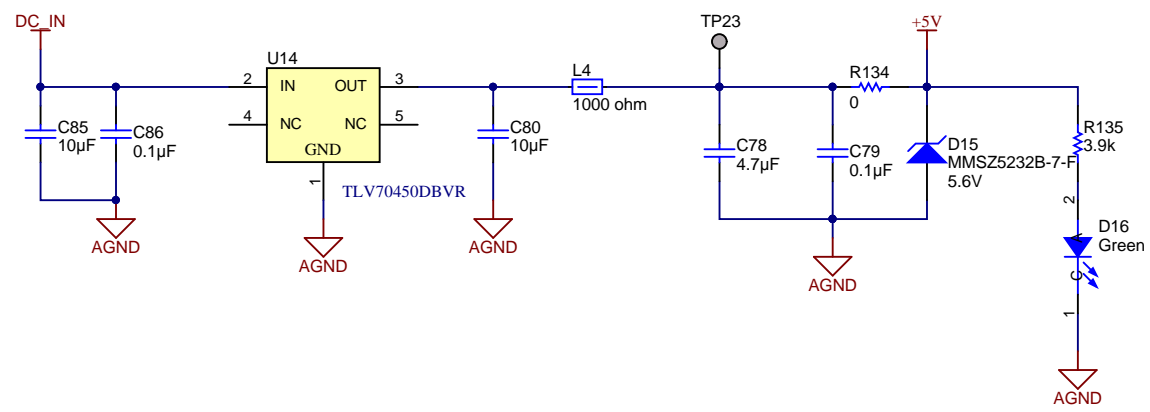 DC_IN
TP23
+5V
U14
2
IN
OUT
3
4
NC
NC
5
GND
1
TLV70450DBVR
C85
10µF
C86
0.1µF
AGND
AGND
C80
10µF
AGND
L4
1000 ohm
C78
4.7µF
C79
0.1µF
R134
0
D15
MMSZ5232B-7-F
5.6V
AGND
R135
3.9k
2
A
D16
Green
C
1
AGND